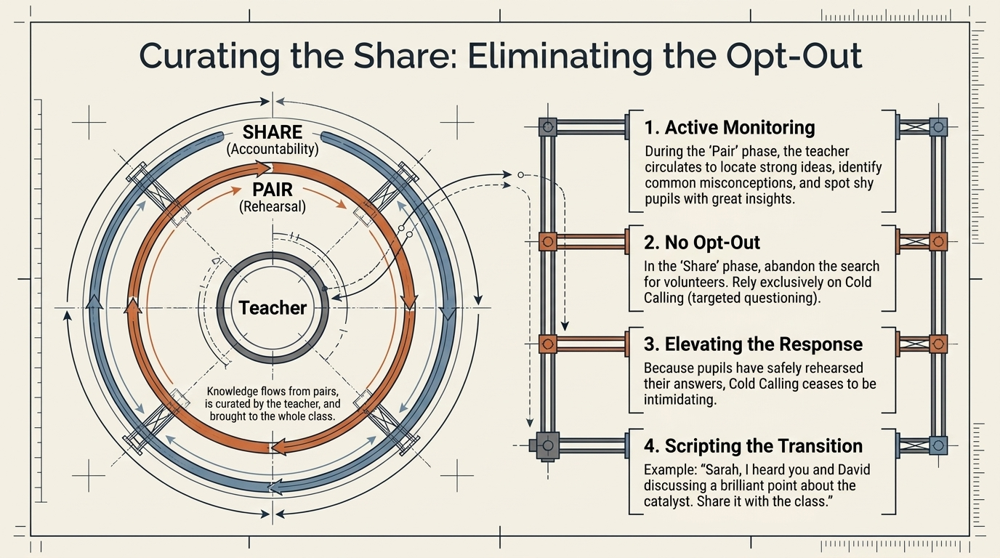 Curating the Share: Eliminating the Opt-Out
SHARE
(Accountability)
PAIR
(Rehearsal)
Teacher
Knowledge flows from pairs,
is curated by the teacher, and
brought to the whole class.
1. Active Monitoring
During the ‘Pair’ phase, the teacher
circulates to locate strong ideas, identify
common misconceptions, and spot shy
pupils with great insights.
2. No Opt-Out
In the ‘Share’ phase, abandon the search
for volunteers. Rely exclusively on Cold
Calling (targeted questioning).
3. Elevating the Response
Because pupils have safely rehearsed
their answers, Cold Calling ceases to be
intimidating.
4. Scripting the Transition
Example: “Sarah, I heard you and David
discussing a brilliant point about the
catalyst. Share it with the class.”